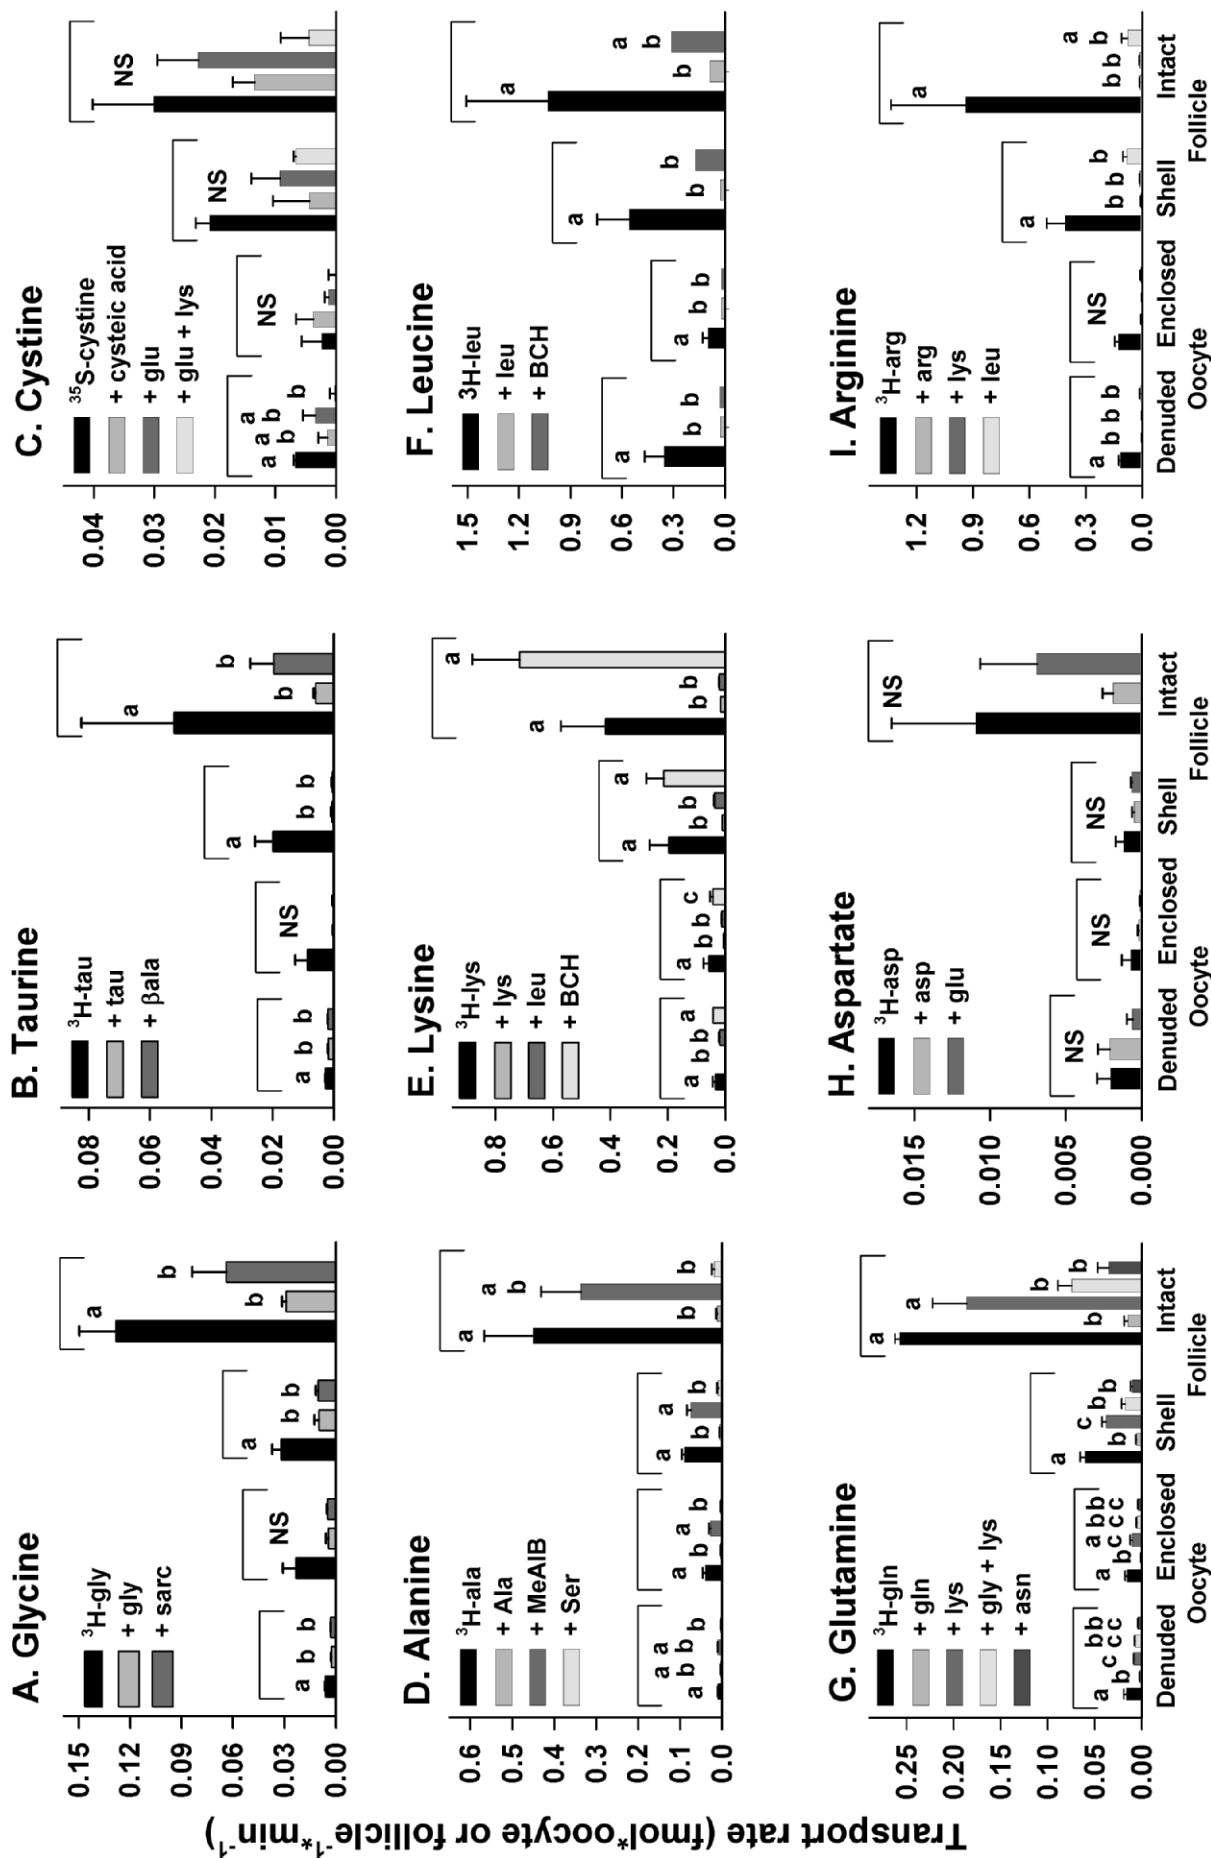 Transport rate (fmol*oocyte or follicle⁻¹*min⁻¹)
A. Glycine
³H-gly
+ gly
+ sarc
0.15
0.12
0.09
0.06
0.03
0.00
a b b
NS
a b b
a b b
B. Taurine
³H-tau
+ tau
+ βala
0.08
0.06
0.04
0.02
0.00
a b b
NS
a b b
a b b
C. Cystine
³⁵S-cystine
+ cysteic acid
+ glu
+ glu + lys
0.04
0.03
0.02
0.01
0.00
a a b a b b
NS
NS
NS
D. Alanine
³H-ala
+ Ala
+ MeAIB
+ Ser
0.6
0.5
0.4
0.3
0.2
0.1
0.0
a a b a b b
a b a b
a b a b
a b a b b
E. Lysine
³H-lys
+ lys
+ leu
+ BCH
0.8
0.6
0.4
0.2
0.0
a b b a
a b b c
a b b a
a b b a
F. Leucine
3H-leu
+ leu
+ BCH
1.5
1.2
0.9
0.6
0.3
0.0
a b b
a b b
a b b
a b a b
G. Glutamine
³H-gln
+ gln
+ lys
+ gly + lys
+ asn
0.25
0.20
0.15
0.10
0.05
0.00
a b c b c b c
a b a c b c b c
a b c b b
a b a b b
Denuded Enclosed Shell Intact
Oocyte Follicle
H. Aspartate
³H-asp
+ asp
+ glu
0.015
0.010
0.005
0.000
NS
NS
NS
NS
Denuded Enclosed Shell Intact
Oocyte Follicle
I. Arginine
³H-arg
+ arg
+ lys
+ leu
1.2
0.9
0.6
0.3
0.0
a b b b
NS
a b b b
a b b a b
Denuded Enclosed Shell Intact
Oocyte Follicle